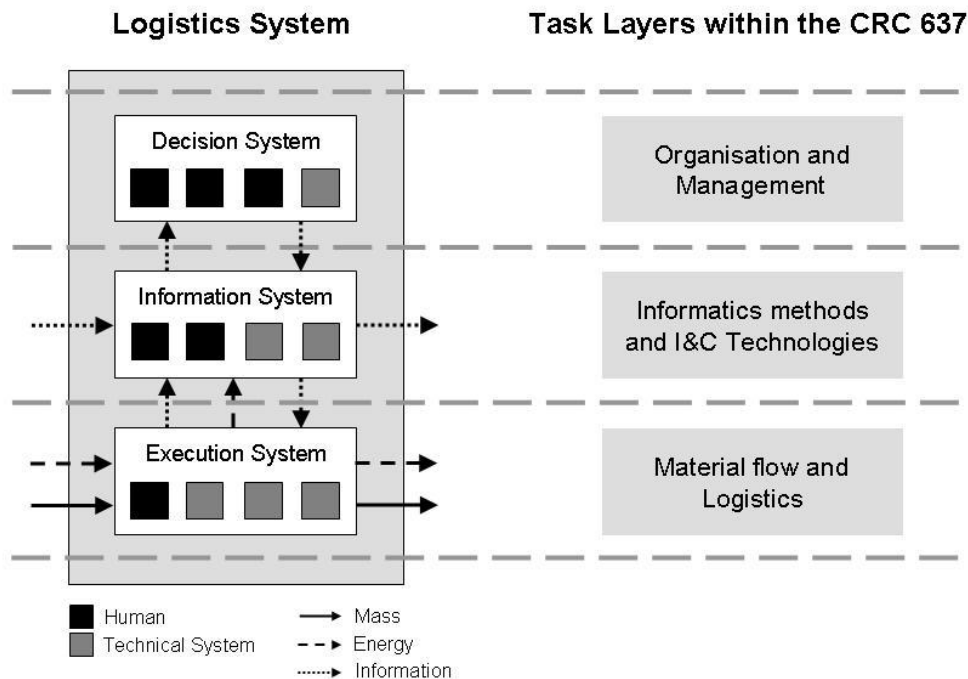 Logistics System
Task Layers within the CRC 637
Decision System
Organisation and
Management
Information System
Informatics methods
and I&C Technologies
Execution System
Material flow and
Logistics
Human
Technical System
Mass
Energy
Information